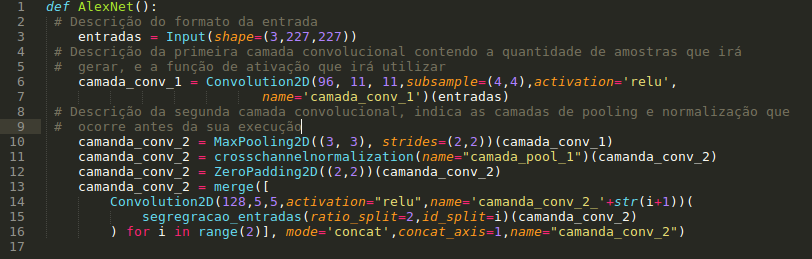 1 def AlexNet():
2 # Descrição do formato da entrada
3 entradas = Input(shape=(3,227,227))
4 # Descrição da primeira camada convolucional contendo a quantidade de amostras que irá
5 # gerar, e a função de ativação que irá utilizar
6 camada_conv_1 = Convolution2D(96, 11, 11,subsample=(4,4),activation='relu',
7 name='camada_conv_1')(entradas)
8 # Descrição da segunda camada convolucional, indica as camadas de pooling e normalização que
9 # ocorre antes da sua execução
10 camanda_conv_2 = MaxPooling2D((3, 3), strides=(2,2))(camada_conv_1)
11 camanda_conv_2 = crosschannelnormalization(name="camada_pool_1")(camanda_conv_2)
12 camanda_conv_2 = ZeroPadding2D((2,2))(camanda_conv_2)
13 camanda_conv_2 = merge([
14 Convolution2D(128,5,5,activation="relu",name='camanda_conv_2_'+str(i+1))(
15 segregracao_entradas(ratio_split=2,id_split=i)(camanda_conv_2)
16 ) for i in range(2)], mode='concat',concat_axis=1,name="camanda_conv_2")
17